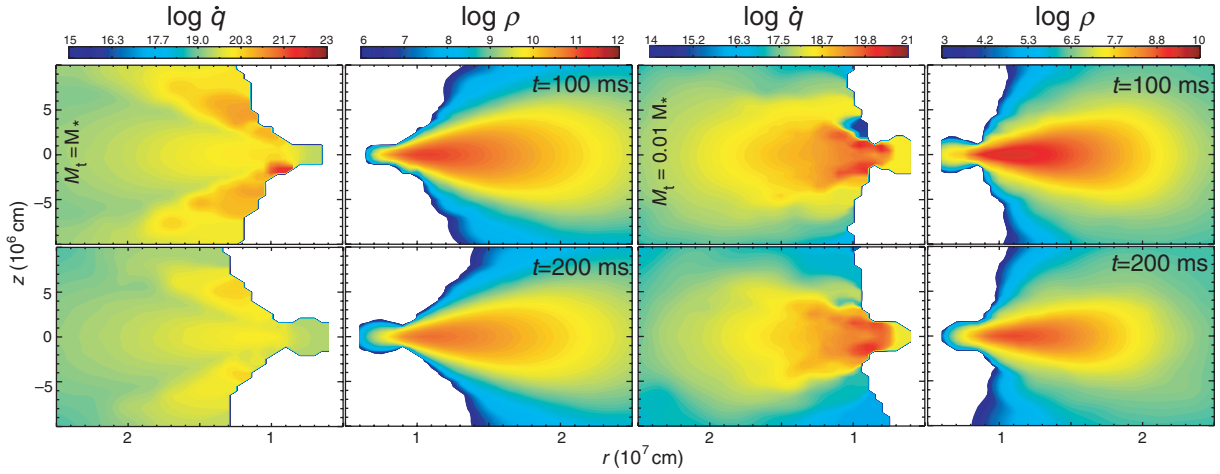 log q̇
log ρ
log q̇
log ρ
15 16.3 17.7 19.0 20.3 21.7 23
6 7 8 9 10 11 12
14 15.2 16.3 17.5 18.7 19.8 21
3 4.2 5.3 6.5 7.7 8.8 10
5
0
−5
M_t = M_*
t=100 ms
M_t = 0.01 M_*
t=100 ms
z (10⁶ cm)
5
0
−5
t=200 ms
t=200 ms
2 1
1 2
2 1
1 2
r (10⁷ cm)